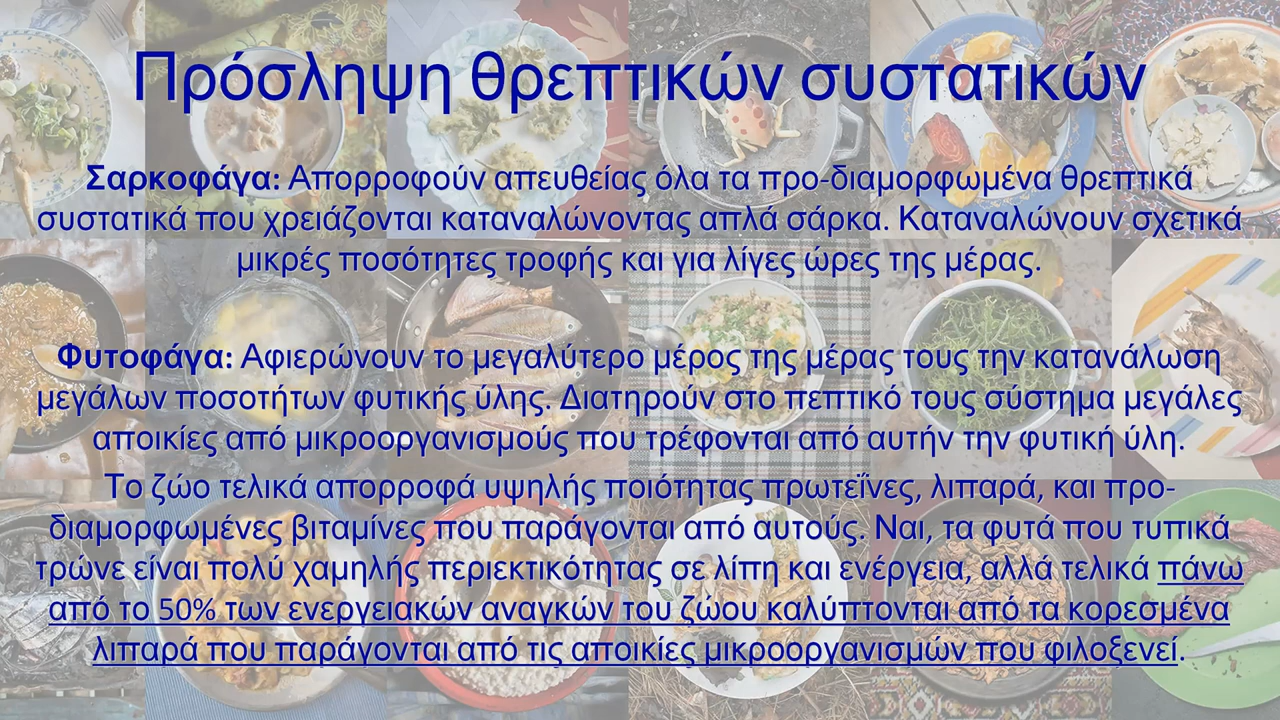 Πρόσληψη θρεπτικών συστατικών
Σαρκοφάγα: Απορροφούν απευθείας όλα τα προ-διαμορφωμένα θρεπτικά
συστατικά που χρειάζονται καταναλώνοντας απλά σάρκα. Καταναλώνουν σχετικά
μικρές ποσότητες τροφής και για λίγες ώρες της μέρας.
Φυτοφάγα: Αφιερώνουν το μεγαλύτερο μέρος της μέρας τους την κατανάλωση
μεγάλων ποσοτήτων φυτικής ύλης. Διατηρούν στο πεπτικό τους σύστημα μεγάλες
αποικίες από μικροοργανισμούς που τρέφονται από αυτήν την φυτική ύλη.
Το ζώο τελικά απορροφά υψηλής ποιότητας πρωτεΐνες, λιπαρά, και προ-
διαμορφωμένες βιταμίνες που παράγονται από αυτούς. Ναι, τα φυτά που τυπικά
τρώνε είναι πολύ χαμηλής περιεκτικότητας σε λίπη και ενέργεια, αλλά τελικά πάνω
από το 50% των ενεργειακών αναγκών του ζώου καλύπτονται από τα κορεσμένα
λιπαρά που παράγονται από τις αποικίες μικροοργανισμών που φιλοξενεί.